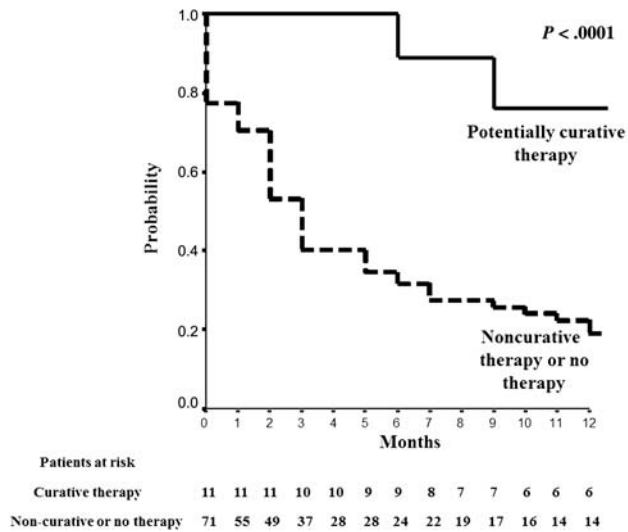 1.0
P < .0001
0.8
Potentially curative
therapy
0.6
Probability
0.4
0.2
Noncurative
therapy or no
therapy
0.0
0 1 2 3 4 5 6 7 8 9 10 11 12
Months
Patients at risk
Curative therapy 11 11 11 10 10 9 9 8 7 7 6 6 6
Non-curative or no therapy 71 55 49 37 28 28 24 22 19 17 16 14 14